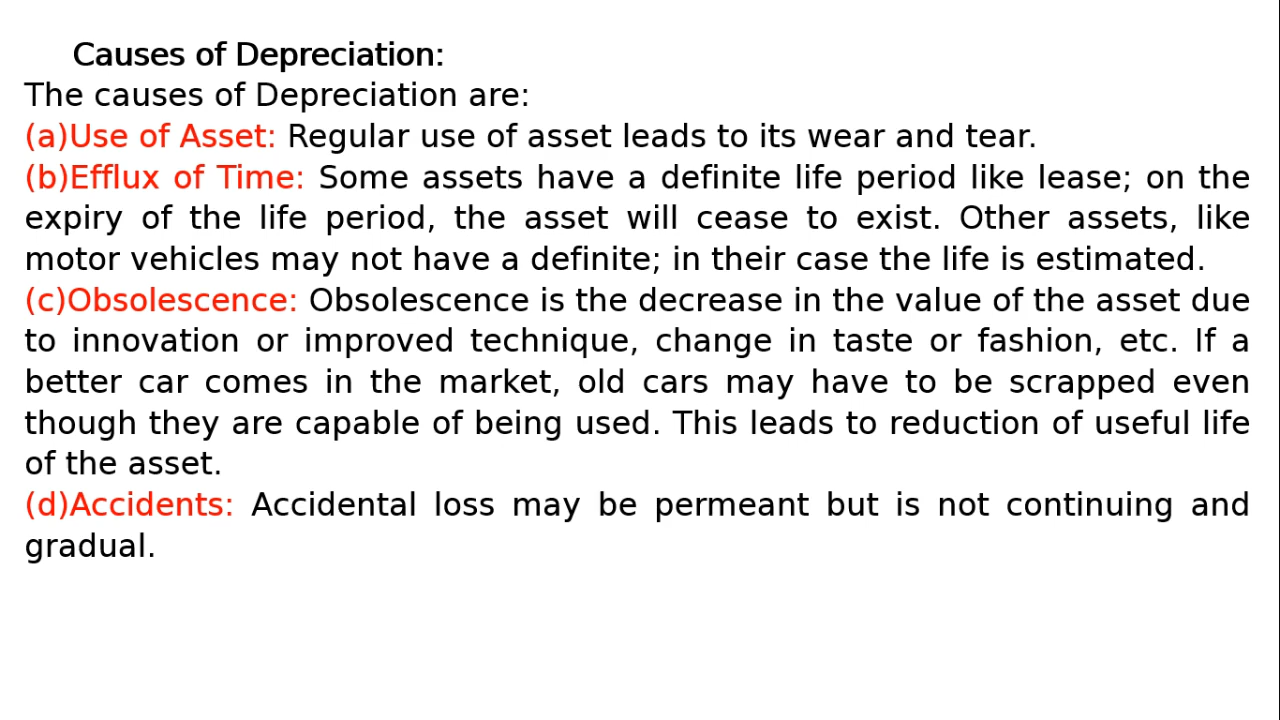 Causes of Depreciation:
The causes of Depreciation are:
(a)Use of Asset: Regular use of asset leads to its wear and tear.
(b)Efflux of Time: Some assets have a definite life period like lease; on the
expiry of the life period, the asset will cease to exist. Other assets, like
motor vehicles may not have a definite; in their case the life is estimated.
(c)Obsolescence: Obsolescence is the decrease in the value of the asset due
to innovation or improved technique, change in taste or fashion, etc. If a
better car comes in the market, old cars may have to be scrapped even
though they are capable of being used. This leads to reduction of useful life
of the asset.
(d)Accidents: Accidental loss may be permeant but is not continuing and
gradual.